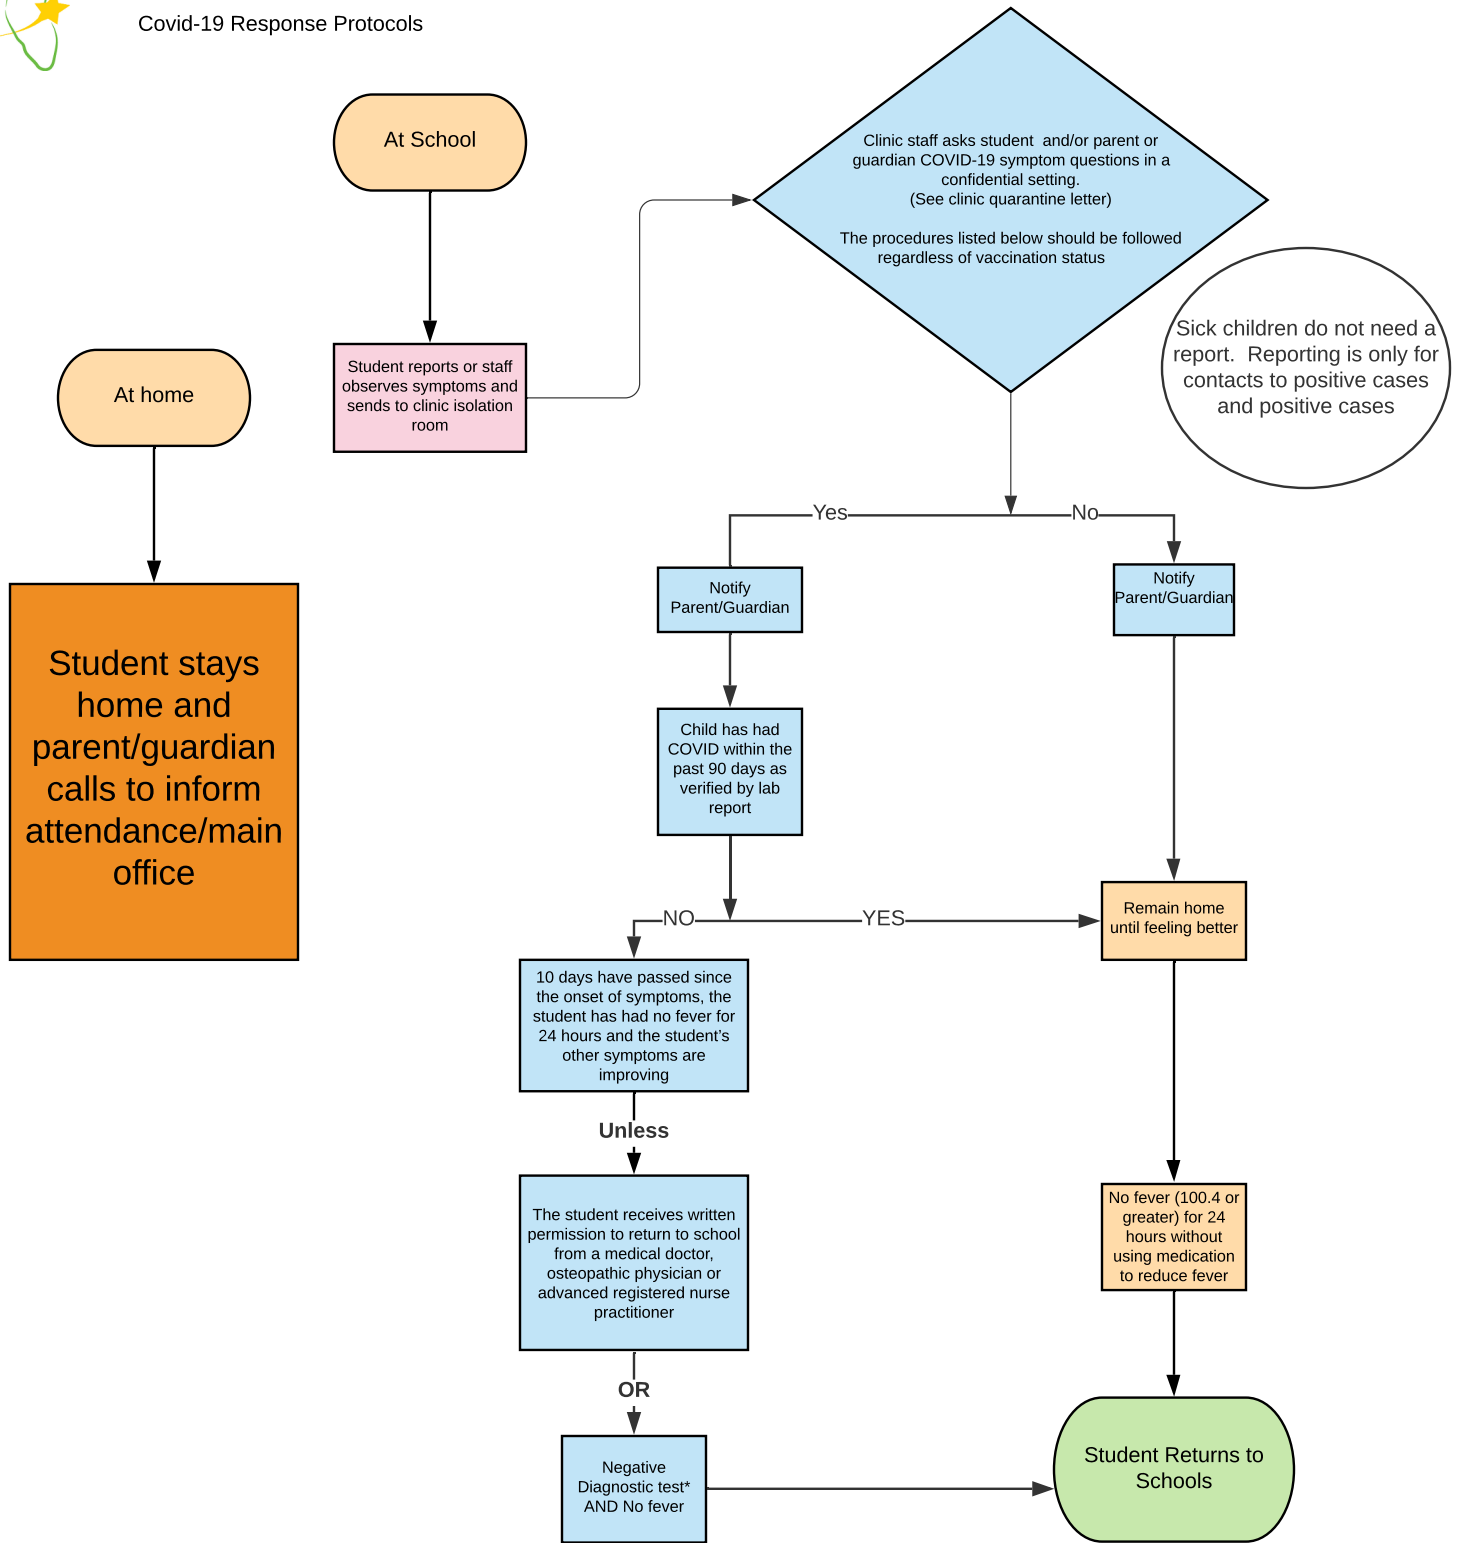 Covid-19 Response Protocols
At School
Clinic staff asks student  and/or parent or
guardian COVID-19 symptom questions in a
confidential setting.
(See clinic quarantine letter)
The procedures listed below should be followed
regardless of vaccination status
Sick children do not need a
report.  Reporting is only for
contacts to positive cases
and positive cases
Student reports or staff
observes symptoms and
sends to clinic isolation
room
At home
Student stays
home and
parent/guardian
calls to inform
attendance/main
office
Yes
No
Notify
Parent/Guardian
Notify
Parent/Guardian
Child has had
COVID within the
past 90 days as
verified by lab
report
NO
YES
Remain home
until feeling better
10 days have passed since
the onset of symptoms, the
student has had no fever for
24 hours and the student’s
other symptoms are
improving
Unless
The student receives written
permission to return to school
from a medical doctor,
osteopathic physician or
advanced registered nurse
practitioner
No fever (100.4 or
greater) for 24
hours without
using medication
to reduce fever
OR
Negative
Diagnostic test*
AND No fever
Student Returns to
Schools